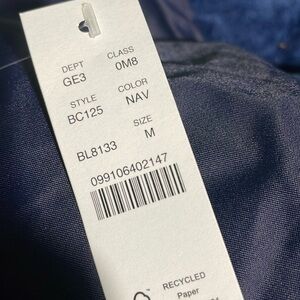 DEPT CLASS
GE3 0M8
STYLE COLOR
BC125 NAV
SIZE
BL8133 M
099106402147
RECYCLED
Paper